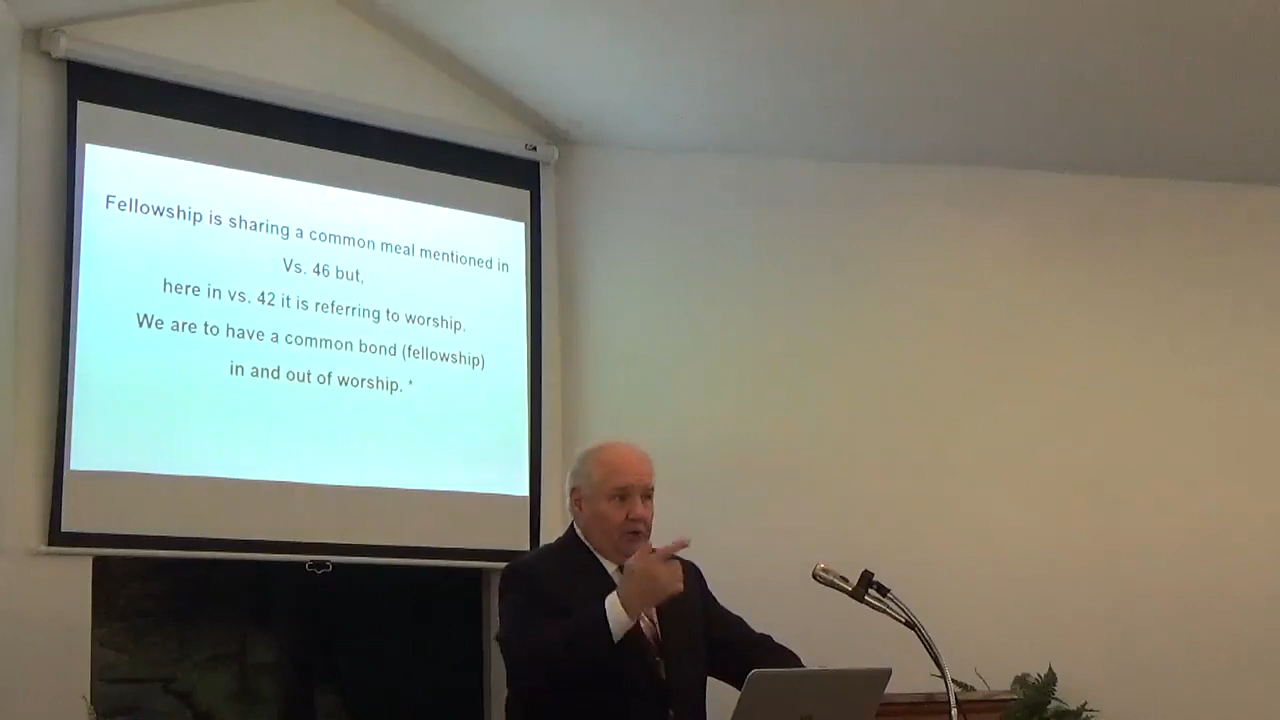 Fellowship is sharing a common meal mentioned in
Vs. 46 but,
here in vs. 42 it is referring to worship.
We are to have a common bond (fellowship)
in and out of worship. *